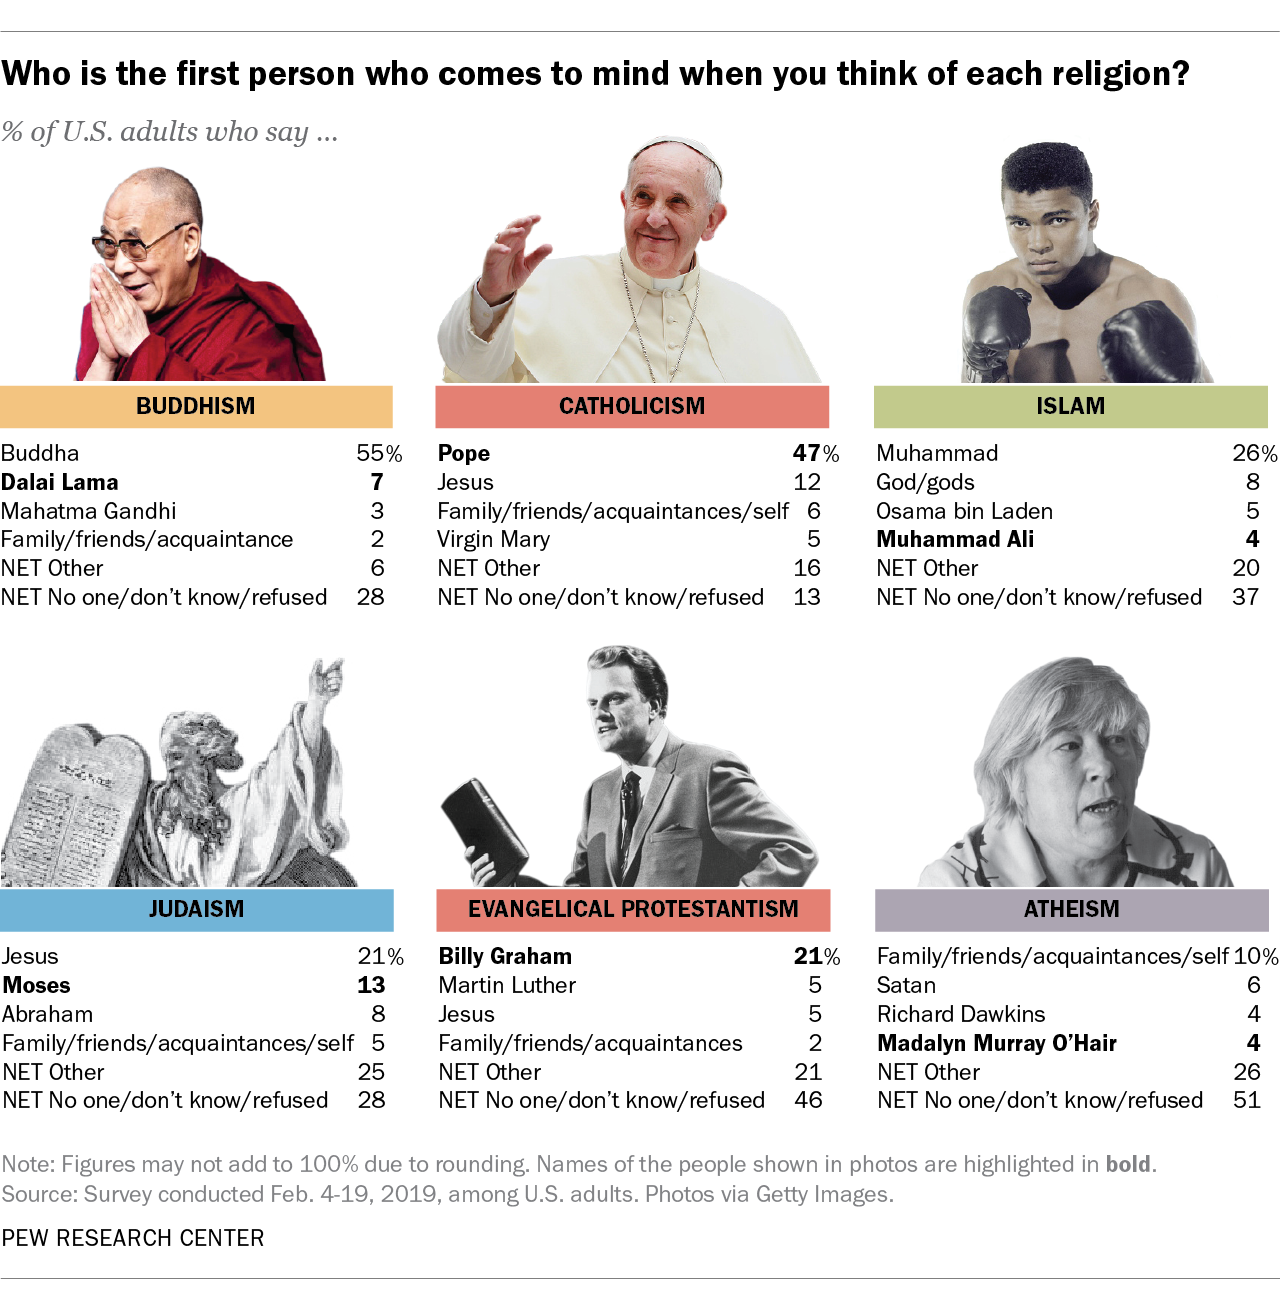 Who is the first person who comes to mind when you think of each religion?
% of U.S. adults who say ...
BUDDHISM
Buddha 55%
Dalai Lama 7
Mahatma Gandhi 3
Family/friends/acquaintance 2
NET Other 6
NET No one/don't know/refused 28
CATHOLICISM
Pope 47%
Jesus 12
Family/friends/acquaintances/self 6
Virgin Mary 5
NET Other 16
NET No one/don't know/refused 13
ISLAM
Muhammad 26%
God/gods 8
Osama bin Laden 5
Muhammad Ali 4
NET Other 20
NET No one/don't know/refused 37
JUDAISM
Jesus 21%
Moses 13
Abraham 8
Family/friends/acquaintances/self 5
NET Other 25
NET No one/don't know/refused 28
EVANGELICAL PROTESTANTISM
Billy Graham 21%
Martin Luther 5
Jesus 5
Family/friends/acquaintances 2
NET Other 21
NET No one/don't know/refused 46
ATHEISM
Family/friends/acquaintances/self 10%
Satan 6
Richard Dawkins 4
Madalyn Murray O'Hair 4
NET Other 26
NET No one/don't know/refused 51
Note: Figures may not add to 100% due to rounding. Names of the people shown in photos are highlighted in bold.
Source: Survey conducted Feb. 4-19, 2019, among U.S. adults. Photos via Getty Images.
PEW RESEARCH CENTER